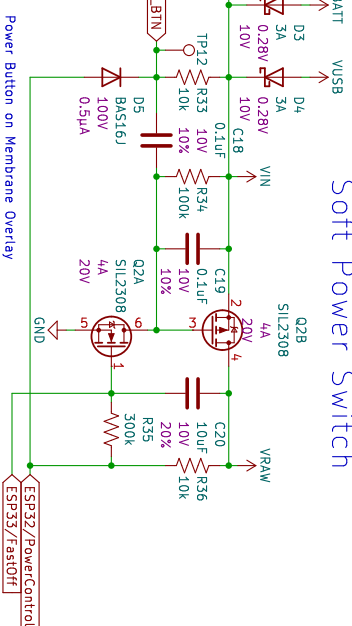 Soft Power Switch
BATT
D3
3A
0.28V
10V
VUSB
D4
3A
0.28V
10V
VIN
Q2B
SIL2308
4A
20V
2
4
3
VRAW
C18
0.1uF
10V
10%
C19
0.1uF
10V
10%
C20
10uF
10V
20%
TP12
R33
10k
R34
100k
R36
10k
_BTN
D5
BAS16J
100V
0.5µA
Q2A
SIL2308
4A
20V
5
6
1
R35
300k
GND
ESP32/PowerControl
ESP33/FastOff
Power Button on Membrane Overlay